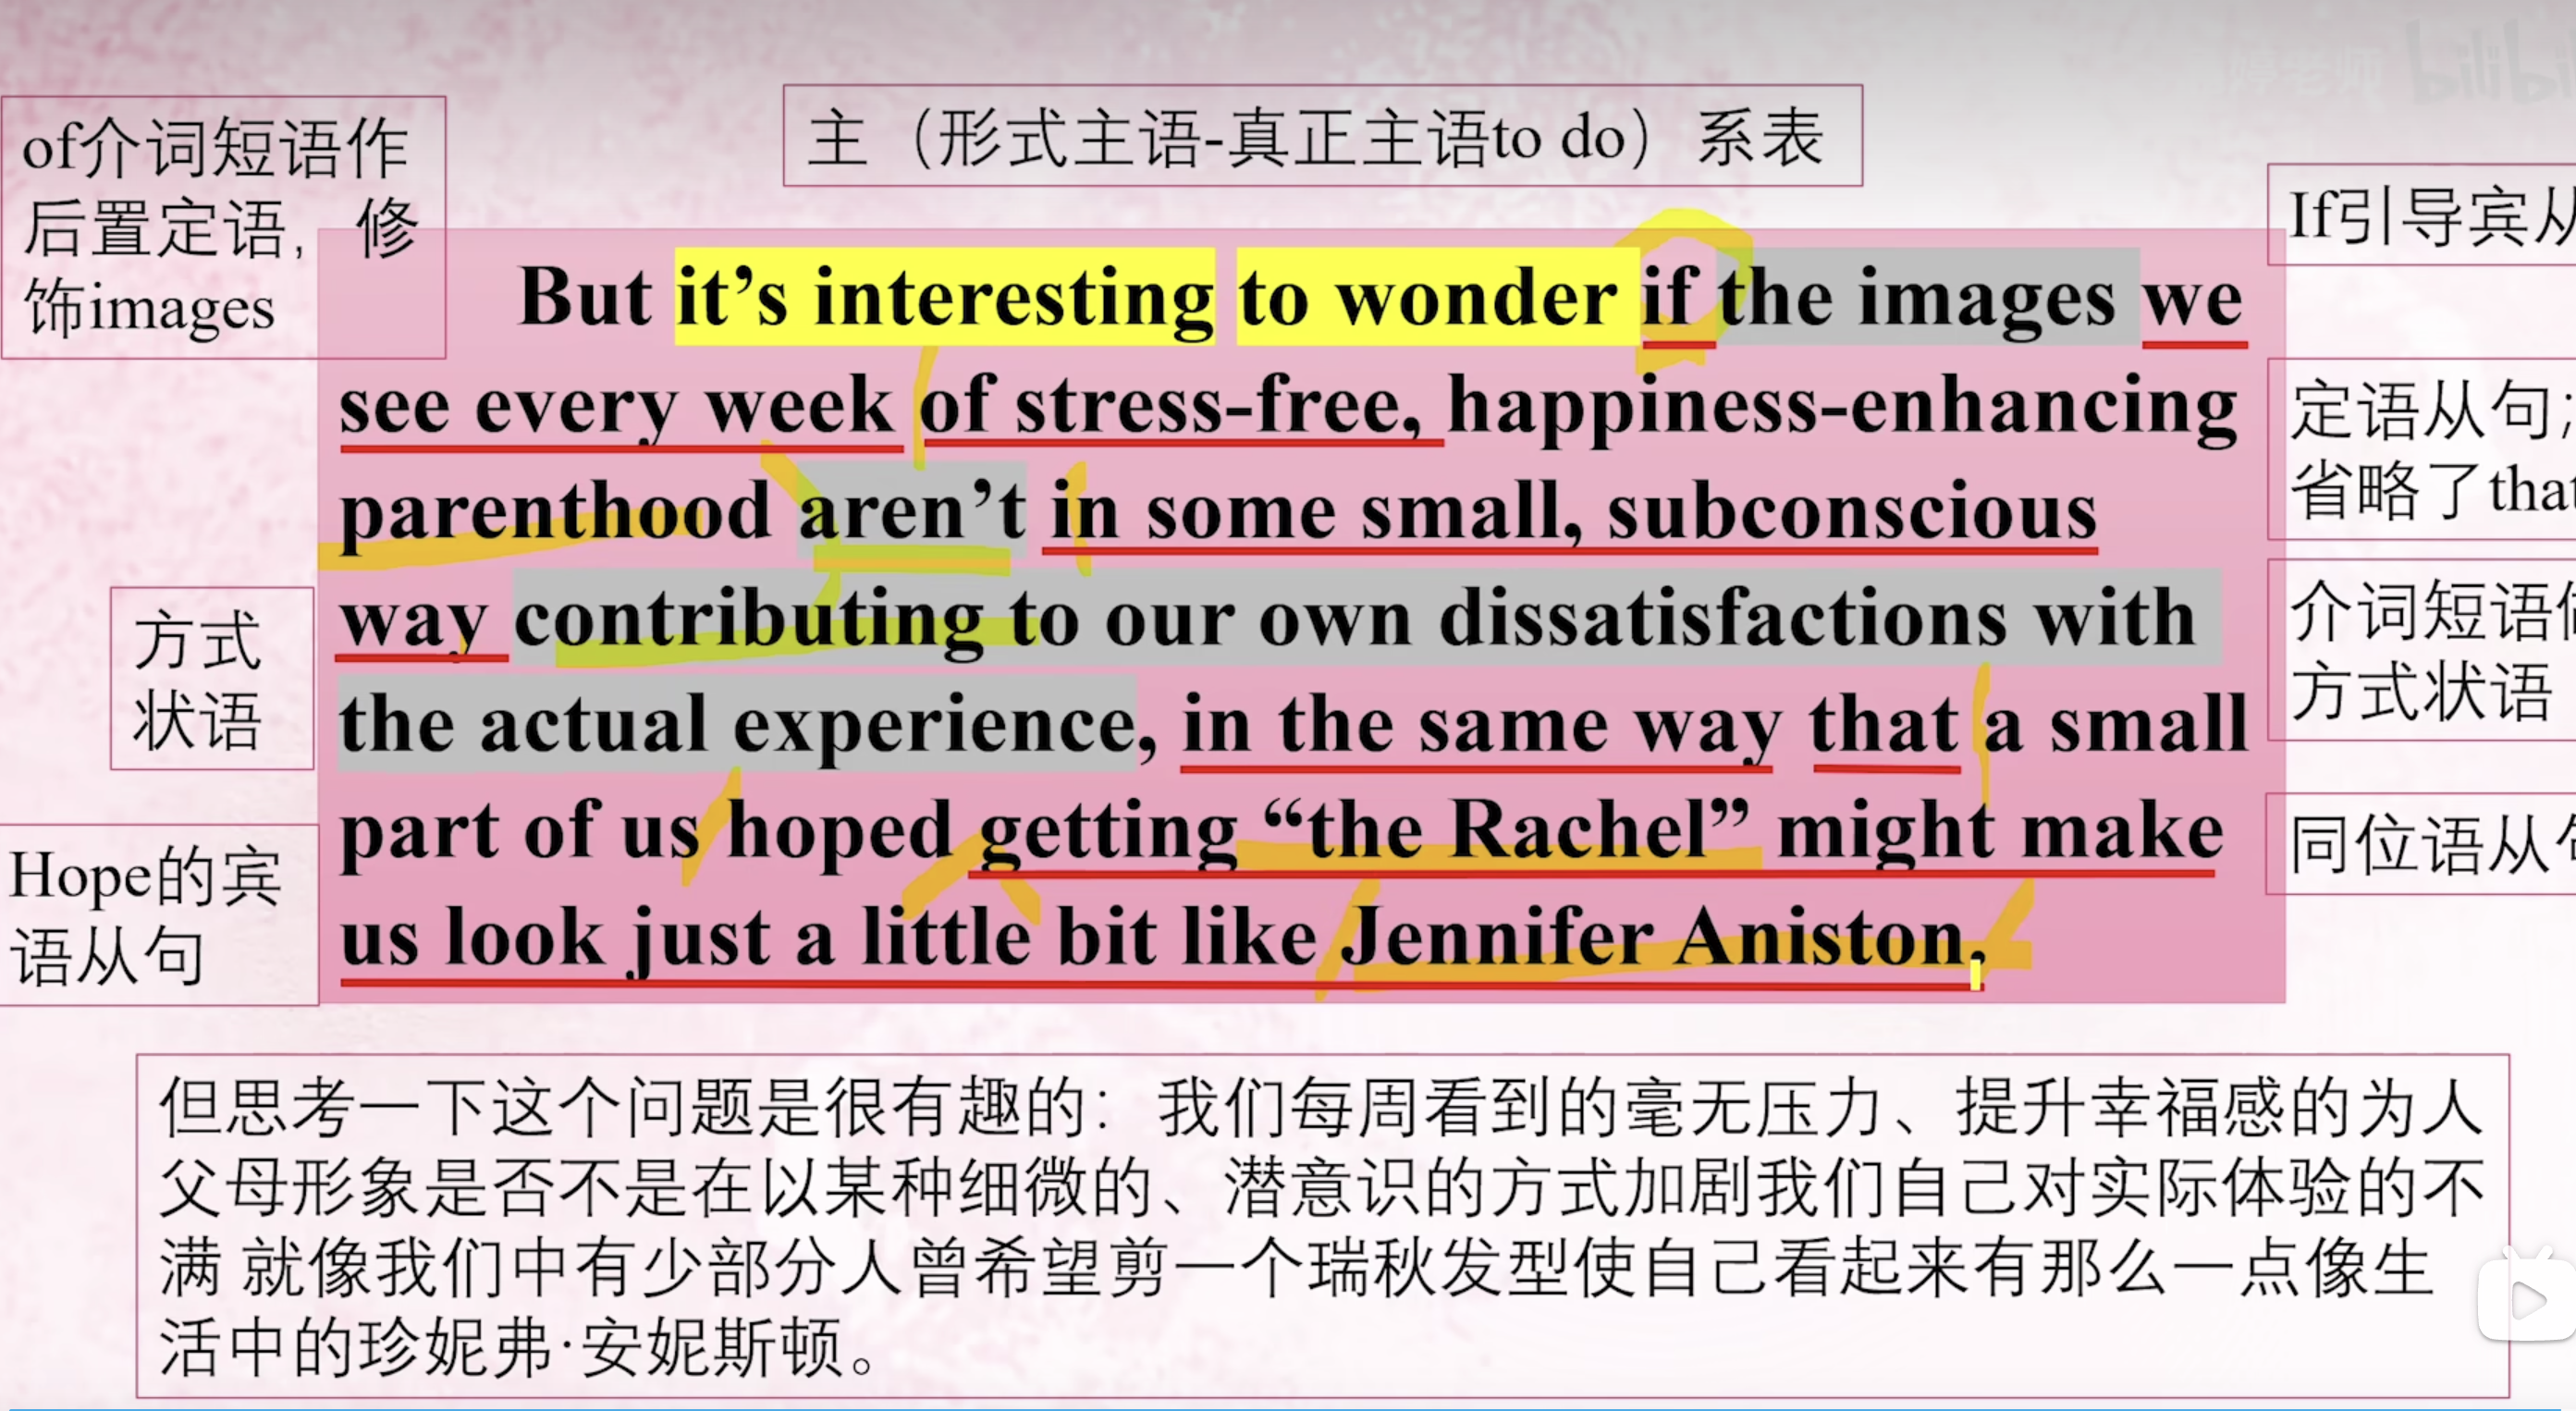 of介词短语作
后置定语，修
饰images
主（形式主语-真正主语to do）系表
If引导宾从
But it’s interesting to wonder if the images we
see every week of stress-free, happiness-enhancing
parenthood aren’t in some small, subconscious
way contributing to our own dissatisfactions with
the actual experience, in the same way that a small
part of us hoped getting “the Rachel” might make
us look just a little bit like Jennifer Aniston.
定语从句；
省略了that
介词短语
方式状语
方式
状语
同位语从
Hope的宾
语从句
但思考一下这个问题是很有趣的：我们每周看到的毫无压力、提升幸福感的为人
父母形象是否不是在以某种细微的、潜意识的方式加剧我们自己对实际体验的不
满 就像我们中有少部分人曾希望剪一个瑞秋发型使自己看起来有那么一点像生
活中的珍妮弗·安妮斯顿。